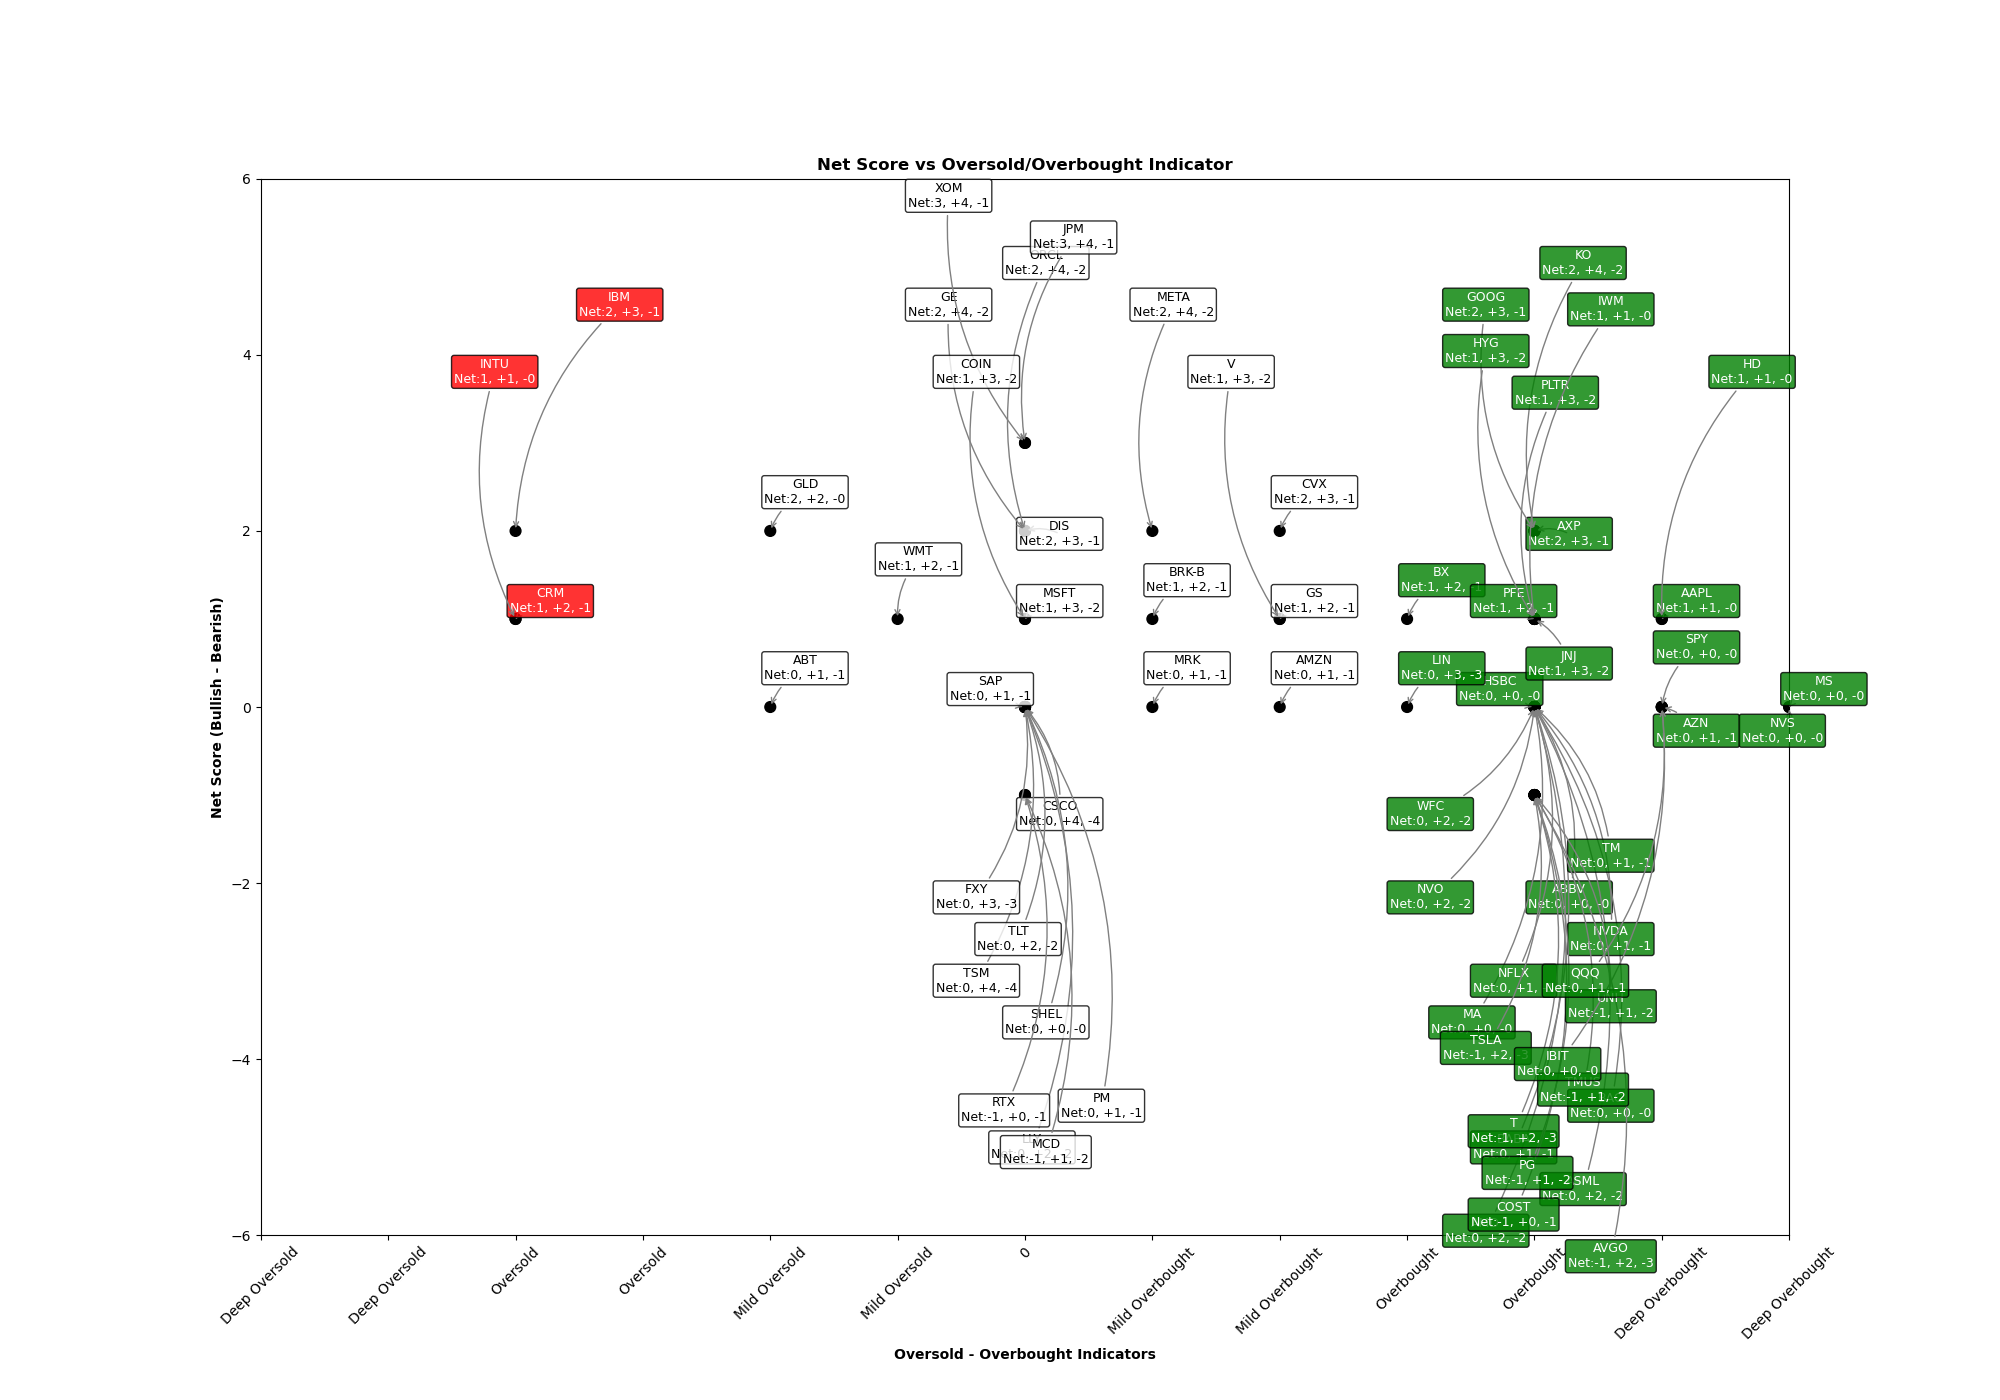 Net Score vs Oversold/Overbought Indicator
6
4
2
0
−2
−4
−6
Net Score (Bullish - Bearish)
XOM
Net:3, +4, -1
JPM
Net:3, +4, -1
ORCL
Net:2, +4, -2
KO
Net:2, +4, -2
IBM
Net:2, +3, -1
GE
Net:2, +4, -2
META
Net:2, +4, -2
GOOG
Net:2, +3, -1
IWM
Net:1, +1, -0
HYG
Net:1, +3, -2
INTU
Net:1, +1, -0
COIN
Net:1, +3, -2
V
Net:1, +3, -2
PLTR
Net:1, +3, -2
HD
Net:1, +1, -0
GLD
Net:2, +2, -0
CVX
Net:2, +3, -1
DIS
Net:2, +3, -1
AXP
Net:2, +3, -1
WMT
Net:1, +2, -1
BRK-B
Net:1, +2, -1
BX
Net:1, +2, -1
CRM
Net:1, +2, -1
MSFT
Net:1, +3, -2
GS
Net:1, +2, -1
PFE
Net:1, +2, -1
AAPL
Net:1, +1, -0
SPY
Net:0, +0, -0
ABT
Net:0, +1, -1
MRK
Net:0, +1, -1
AMZN
Net:0, +1, -1
LIN
Net:0, +3, -3
JNJ
Net:1, +3, -2
SAP
Net:0, +1, -1
HSBC
Net:0, +0, -0
MS
Net:0, +0, -0
AZN
Net:0, +1, -1
NVS
Net:0, +0, -0
CSCO
Net:0, +4, -4
WFC
Net:0, +2, -2
TM
Net:0, +1, -1
FXY
Net:0, +3, -3
NVO
Net:0, +2, -2
ABBV
Net:0, +0, -0
TLT
Net:0, +2, -2
NVDA
Net:0, +1, -1
TSM
Net:0, +4, -4
NFLX
Net:0, +1,
QQQ
Net:0, +1, -1
UNH
Net:-1, +1, -2
SHEL
Net:0, +0, -0
MA
Net:0, +0, -0
TSLA
Net:-1, +2, -3
IBIT
Net:0, +0, -0
TMUS
Net:-1, +1, -2
Net:0, +0, -0
RTX
Net:-1, +0, -1
PM
Net:0, +1, -1
T
Net:-1, +2, -3
Net:0, +1, -1
MCD
Net:-1, +1, -2
PG
Net:-1, +1, -2
SML
Net:0, +2, -2
COST
Net:-1, +0, -1
Net:0, +2, -2
AVGO
Net:-1, +2, -3
Deep Oversold
Deep Oversold
Oversold
Oversold
Mild Oversold
Mild Oversold
0
Mild Overbought
Mild Overbought
Overbought
Overbought
Deep Overbought
Deep Overbought
Oversold - Overbought Indicators